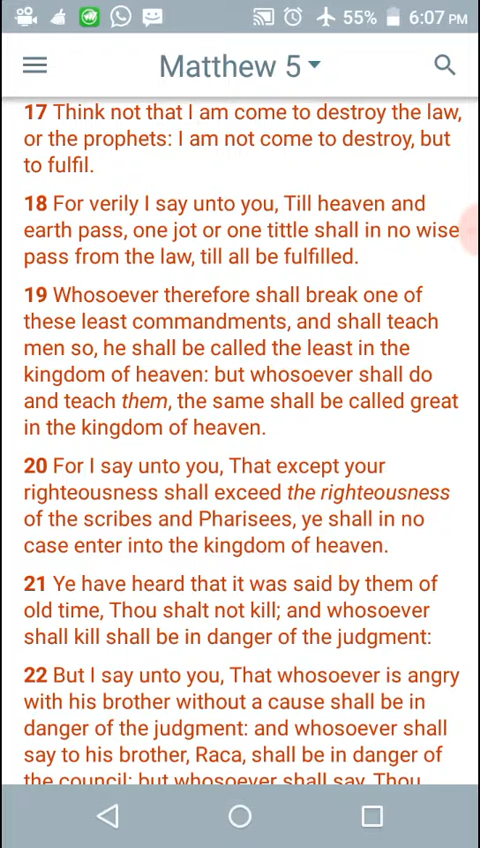 55% 6:07 PM
Matthew 5
17 Think not that I am come to destroy the law,
or the prophets: I am not come to destroy, but
to fulfil.
18 For verily I say unto you, Till heaven and
earth pass, one jot or one tittle shall in no wise
pass from the law, till all be fulfilled.
19 Whosoever therefore shall break one of
these least commandments, and shall teach
men so, he shall be called the least in the
kingdom of heaven: but whosoever shall do
and teach them, the same shall be called great
in the kingdom of heaven.
20 For I say unto you, That except your
righteousness shall exceed the righteousness
of the scribes and Pharisees, ye shall in no
case enter into the kingdom of heaven.
21 Ye have heard that it was said by them of
old time, Thou shalt not kill; and whosoever
shall kill shall be in danger of the judgment:
22 But I say unto you, That whosoever is angry
with his brother without a cause shall be in
danger of the judgment: and whosoever shall
say to his brother, Raca, shall be in danger of
the council: but whosoever shall say, Thou